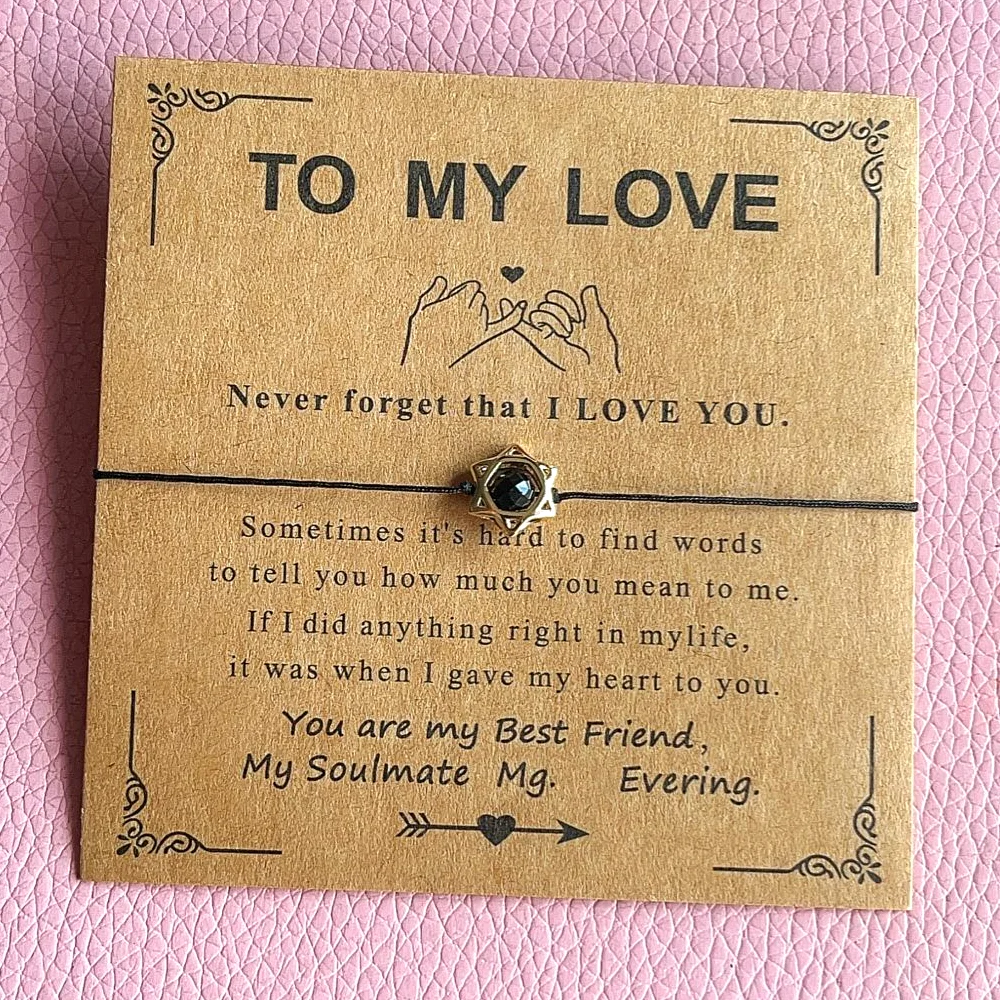 TO MY LOVE
Never forget that I LOVE YOU.
Sometimes it's hard to find words
to tell you how much you mean to me.
If I did anything right in mylife,
it was when I gave my heart to you.
You are my Best Friend,
My Soulmate Mg. Evering.